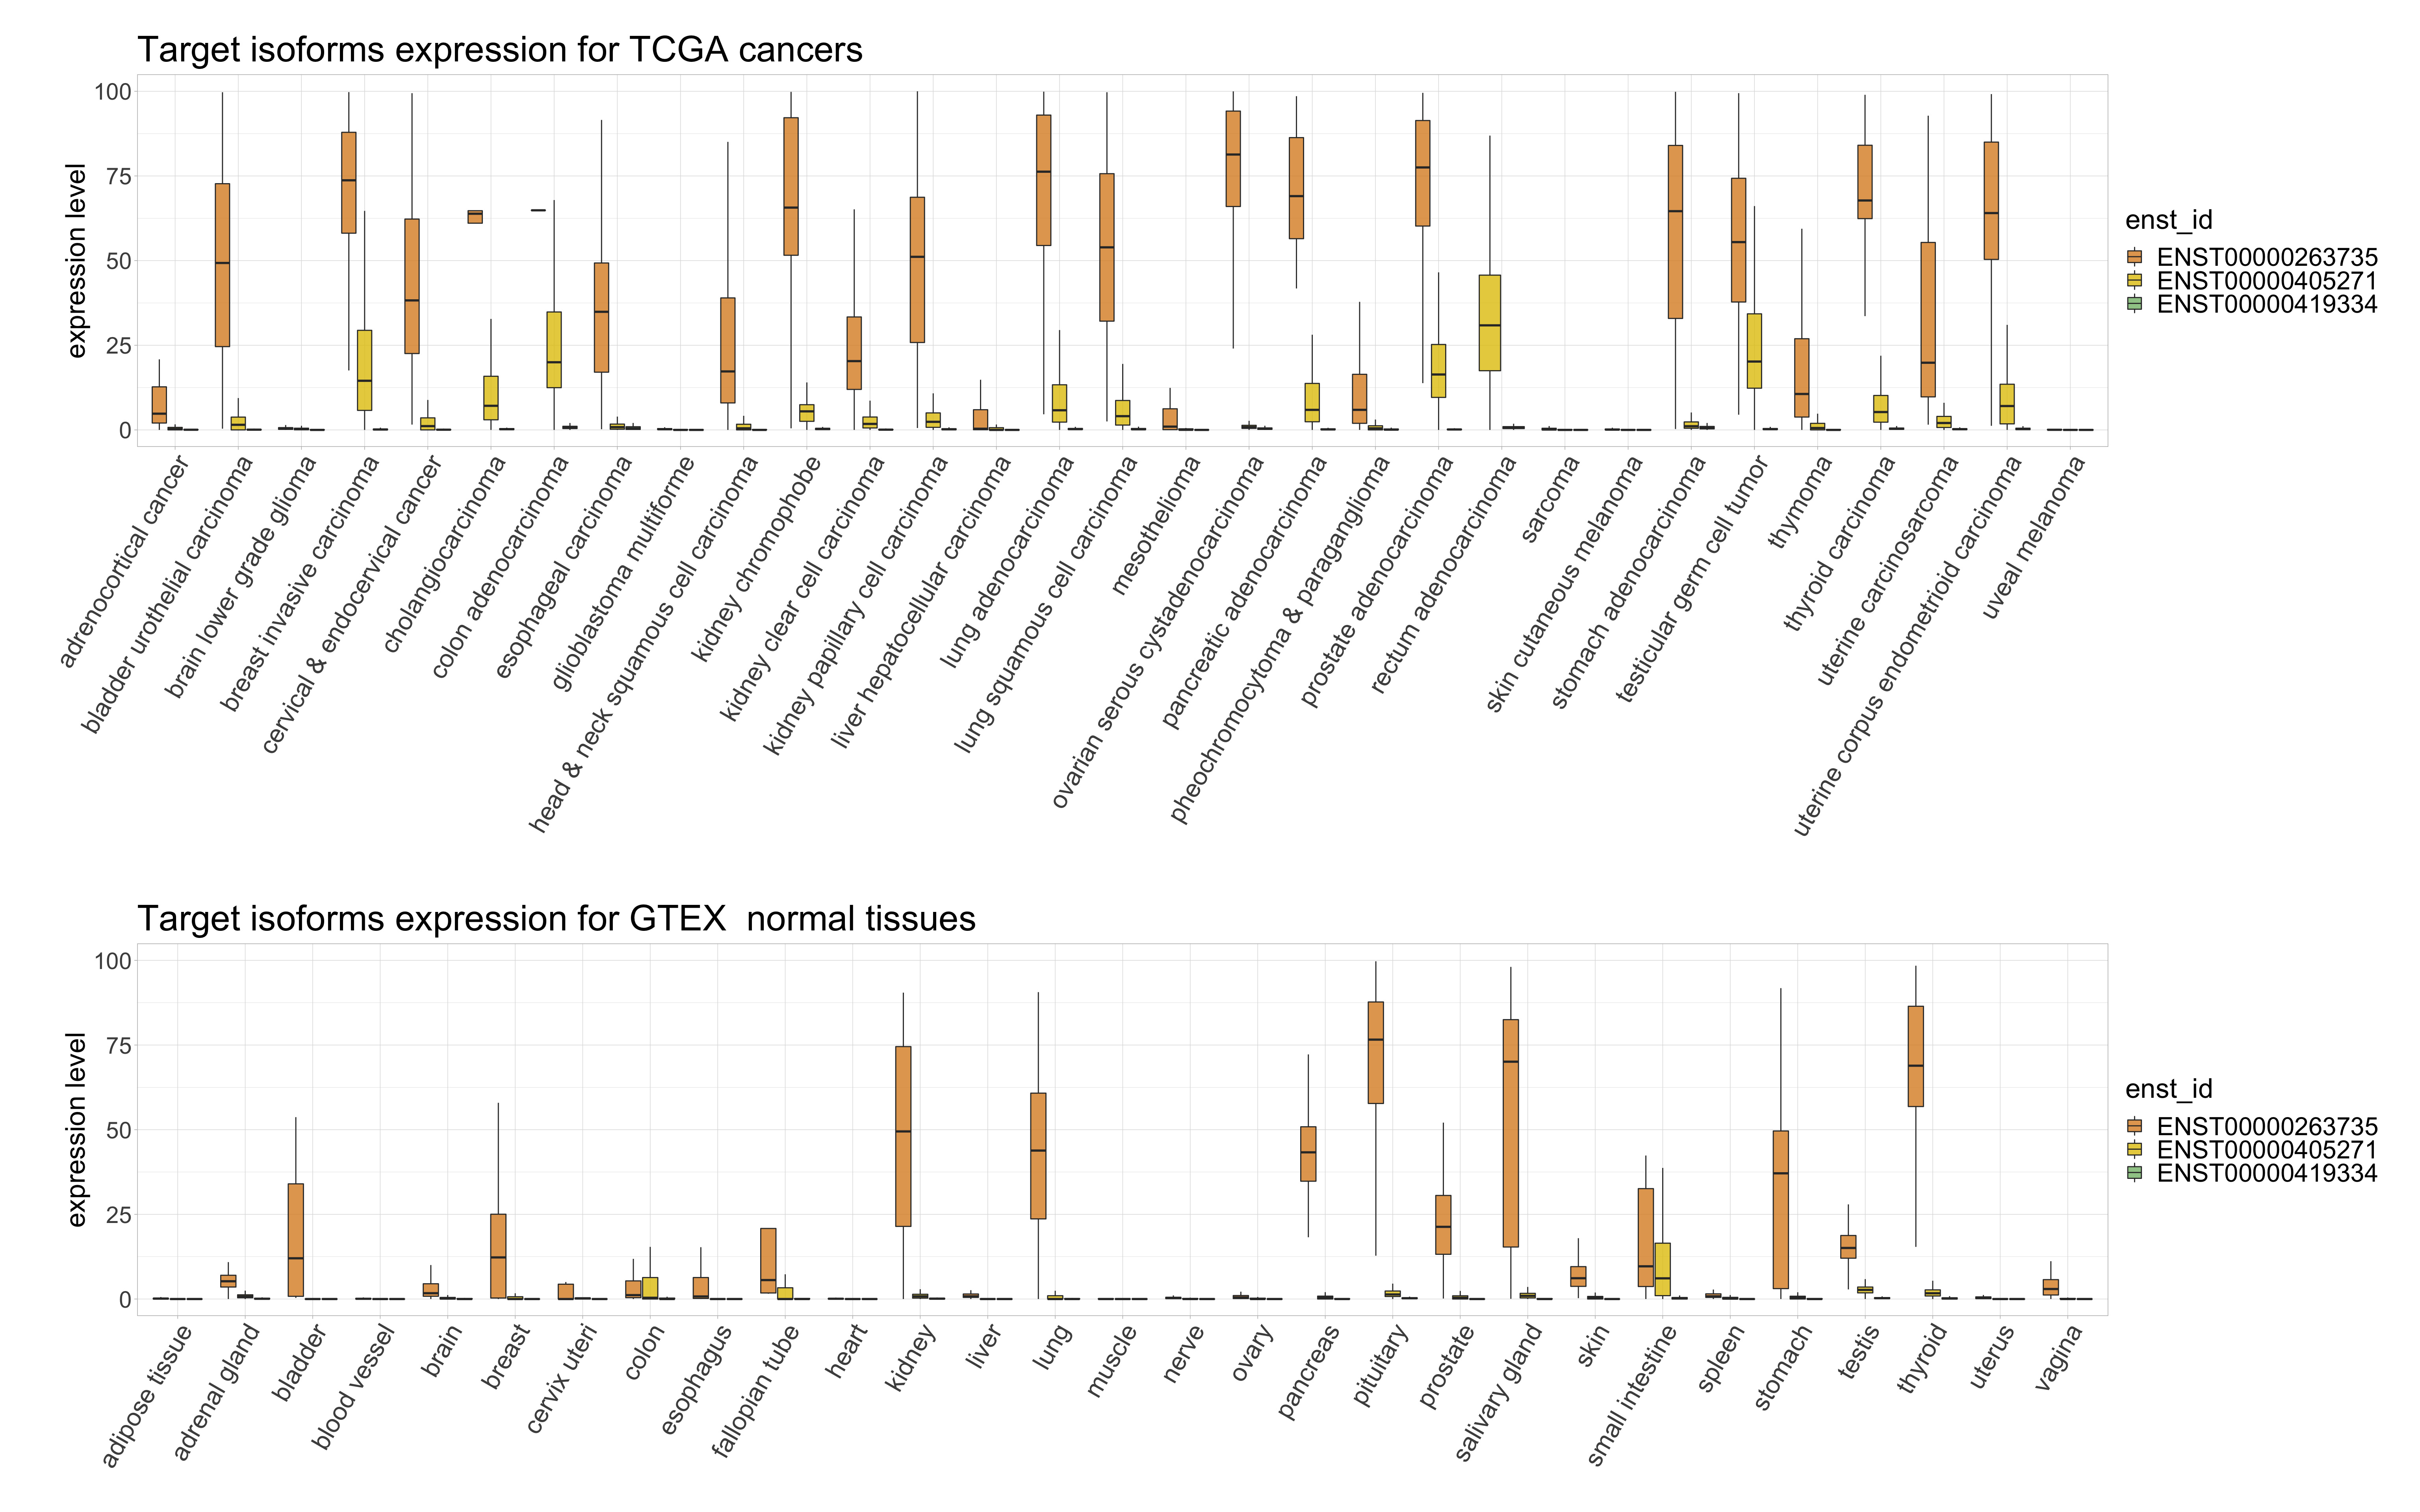 Target isoforms expression for TCGA cancers
expression level
100
75
50
25
0
enst_id
ENST00000263735
ENST00000405271
ENST00000419334
adrenocortical cancer
bladder urothelial carcinoma
brain lower grade glioma
breast invasive carcinoma
cervical & endocervical cancer
cholangiocarcinoma
colon adenocarcinoma
esophageal carcinoma
glioblastoma multiforme
head & neck squamous cell carcinoma
kidney chromophobe
kidney clear cell carcinoma
kidney papillary cell carcinoma
liver hepatocellular carcinoma
lung adenocarcinoma
lung squamous cell carcinoma
mesothelioma
ovarian serous cystadenocarcinoma
pancreatic adenocarcinoma
pheochromocytoma & paraganglioma
prostate adenocarcinoma
rectum adenocarcinoma
sarcoma
skin cutaneous melanoma
stomach adenocarcinoma
testicular germ cell tumor
thymoma
thyroid carcinoma
uterine carcinosarcoma
uterine corpus endometrioid carcinoma
uveal melanoma
Target isoforms expression for GTEX  normal tissues
expression level
100
75
50
25
0
enst_id
ENST00000263735
ENST00000405271
ENST00000419334
adipose tissue
adrenal gland
bladder
blood vessel
brain
breast
cervix uteri
colon
esophagus
fallopian tube
heart
kidney
liver
lung
muscle
nerve
ovary
pancreas
pituitary
prostate
salivary gland
skin
small intestine
spleen
stomach
testis
thyroid
uterus
vagina